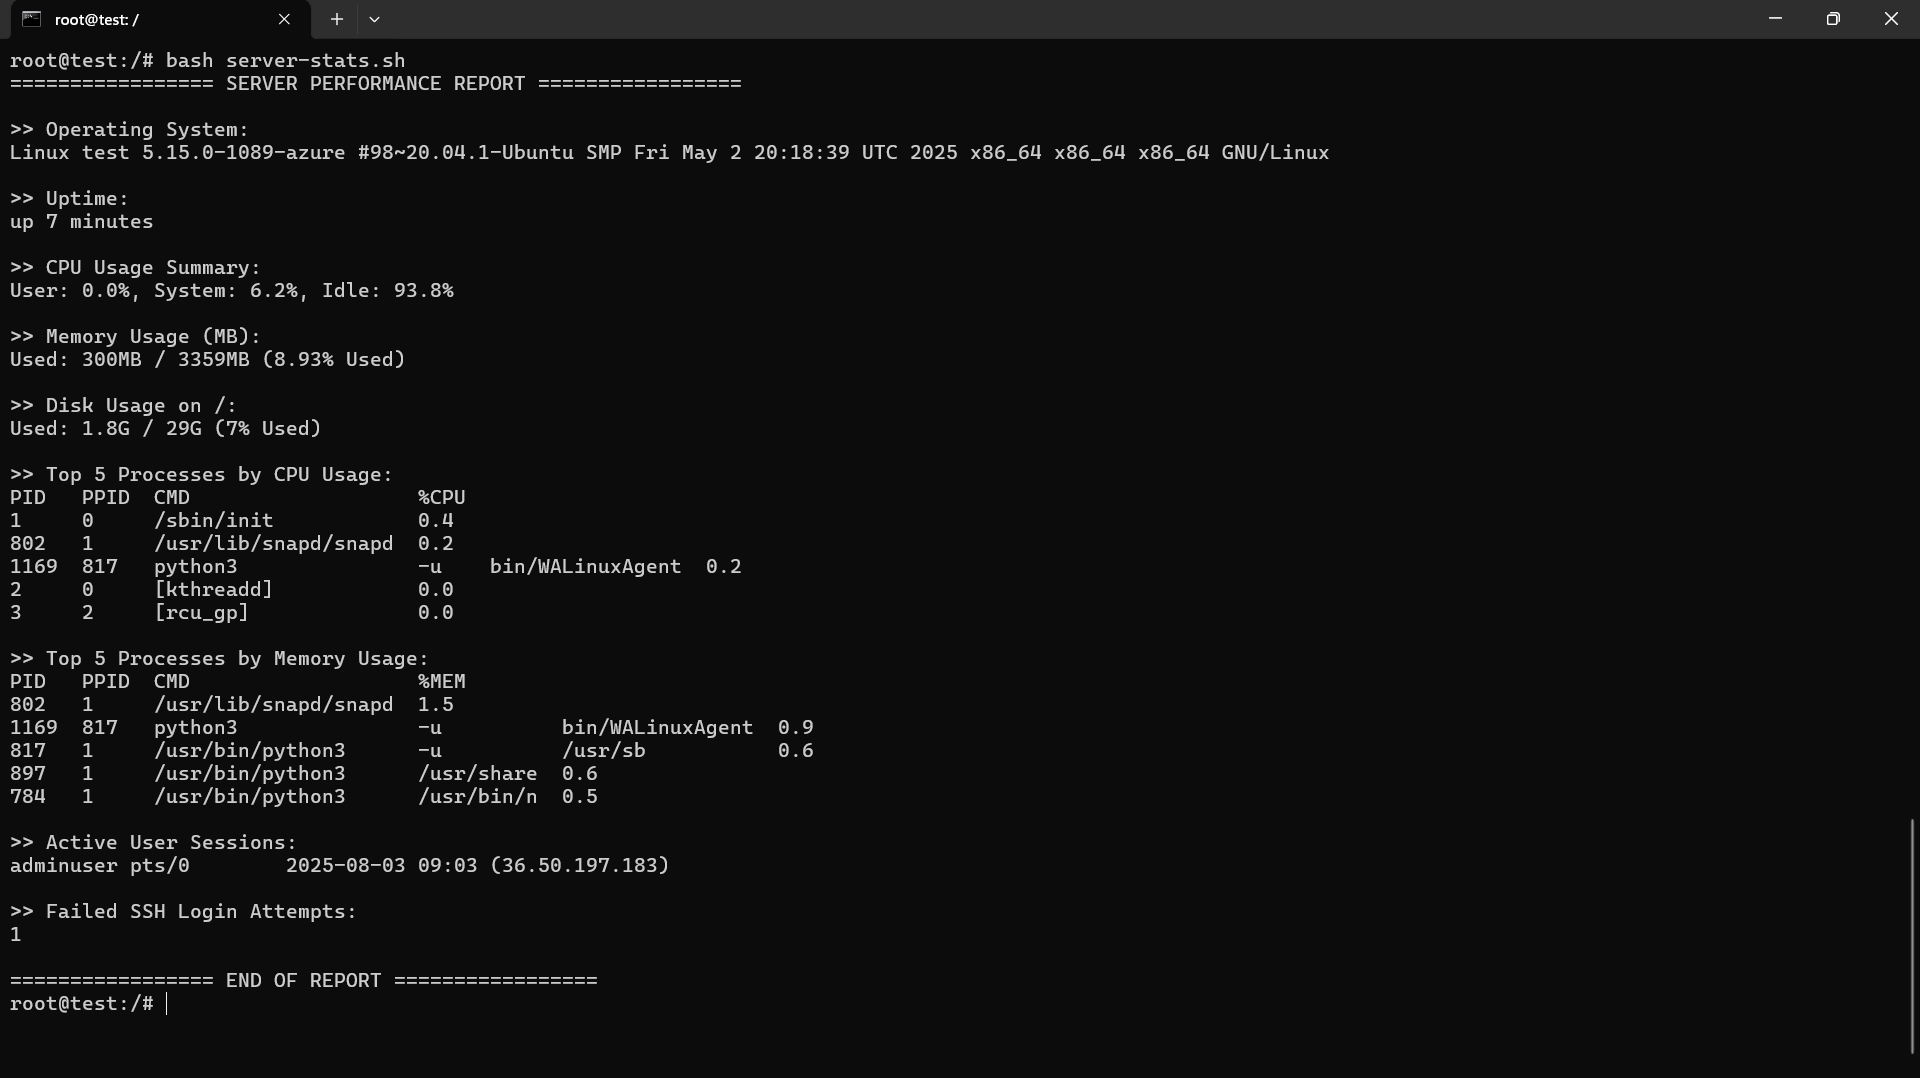 root@test: /
root@test:/# bash server-stats.sh
================= SERVER PERFORMANCE REPORT =================
>> Operating System:
Linux test 5.15.0-1089-azure #98~20.04.1-Ubuntu SMP Fri May 2 20:18:39 UTC 2025 x86_64 x86_64 x86_64 GNU/Linux
>> Uptime:
up 7 minutes
>> CPU Usage Summary:
User: 0.0%, System: 6.2%, Idle: 93.8%
>> Memory Usage (MB):
Used: 300MB / 3359MB (8.93% Used)
>> Disk Usage on /:
Used: 1.8G / 29G (7% Used)
>> Top 5 Processes by CPU Usage:
PID   PPID  CMD                   %CPU
1     0     /sbin/init            0.4
802   1     /usr/lib/snapd/snapd  0.2
1169  817   python3               -u    bin/WALinuxAgent  0.2
2     0     [kthreadd]            0.0
3     2     [rcu_gp]              0.0
>> Top 5 Processes by Memory Usage:
PID   PPID  CMD                   %MEM
802   1     /usr/lib/snapd/snapd  1.5
1169  817   python3               -u          bin/WALinuxAgent  0.9
817   1     /usr/bin/python3      -u          /usr/sb           0.6
897   1     /usr/bin/python3      /usr/share  0.6
784   1     /usr/bin/python3      /usr/bin/n  0.5
>> Active User Sessions:
adminuser pts/0        2025-08-03 09:03 (36.50.197.183)
>> Failed SSH Login Attempts:
1
================= END OF REPORT =================
root@test:/#